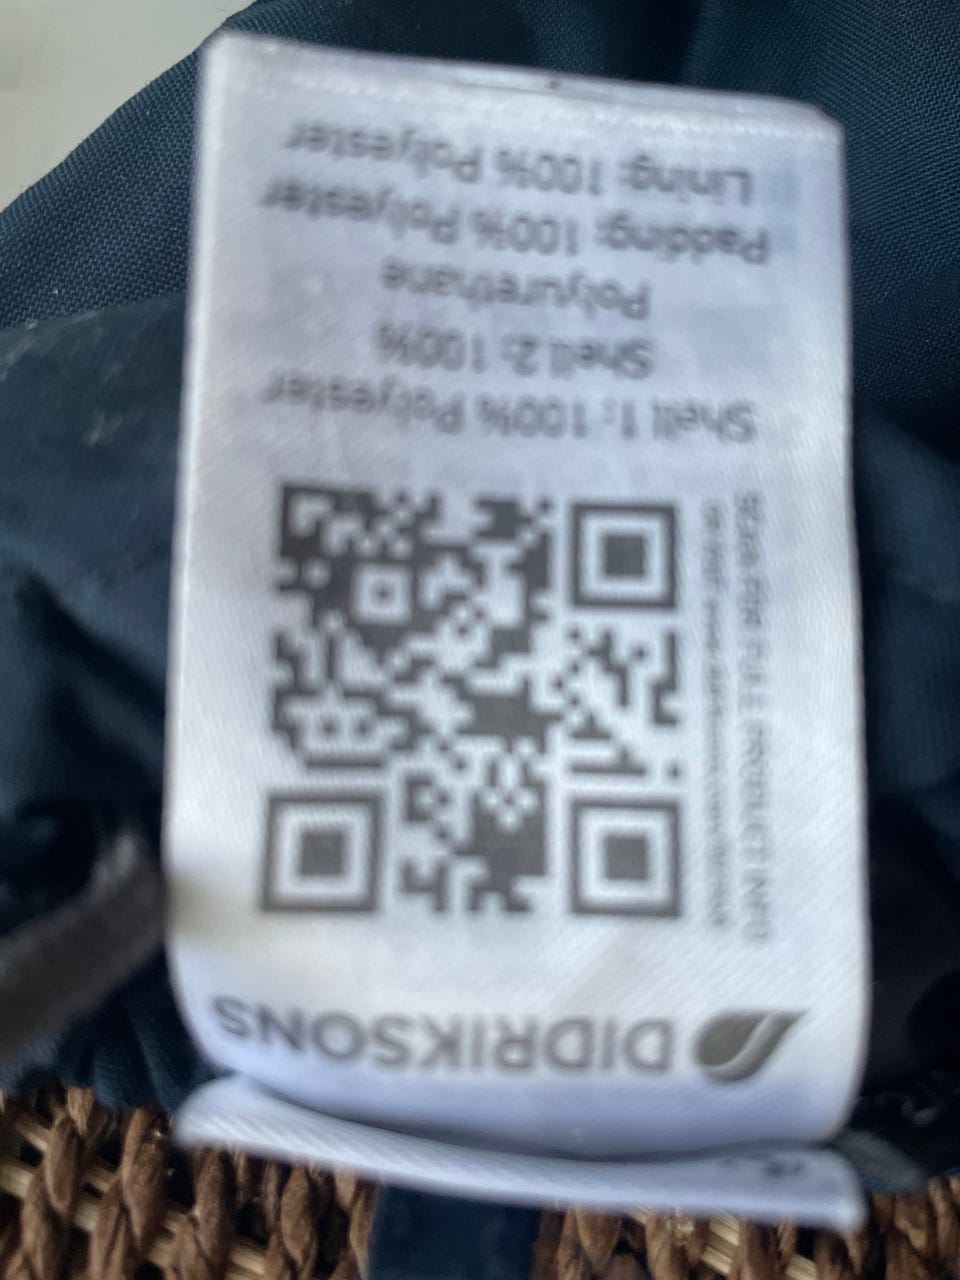 DIDRIKSONS
SCAN FOR FULL PRODUCT INFO
Shell 1: 100% Polyester
Shell 2: 100%
Polyurethane
Padding: 100% Polyester
Lining: 100% Polyester